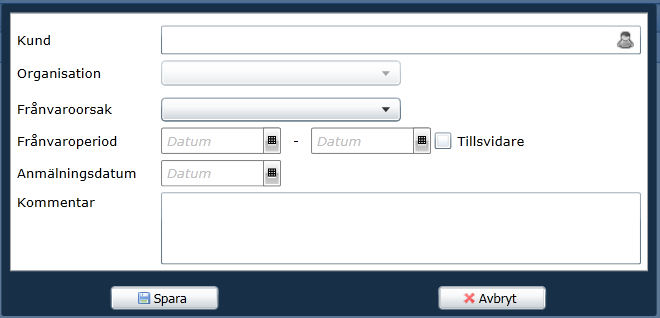 Kund
Organisation
Frånvaroorsak
Frånvaroperiod Datum - Datum Tillsvidare
Anmälningsdatum Datum
Kommentar
Spara Avbryt